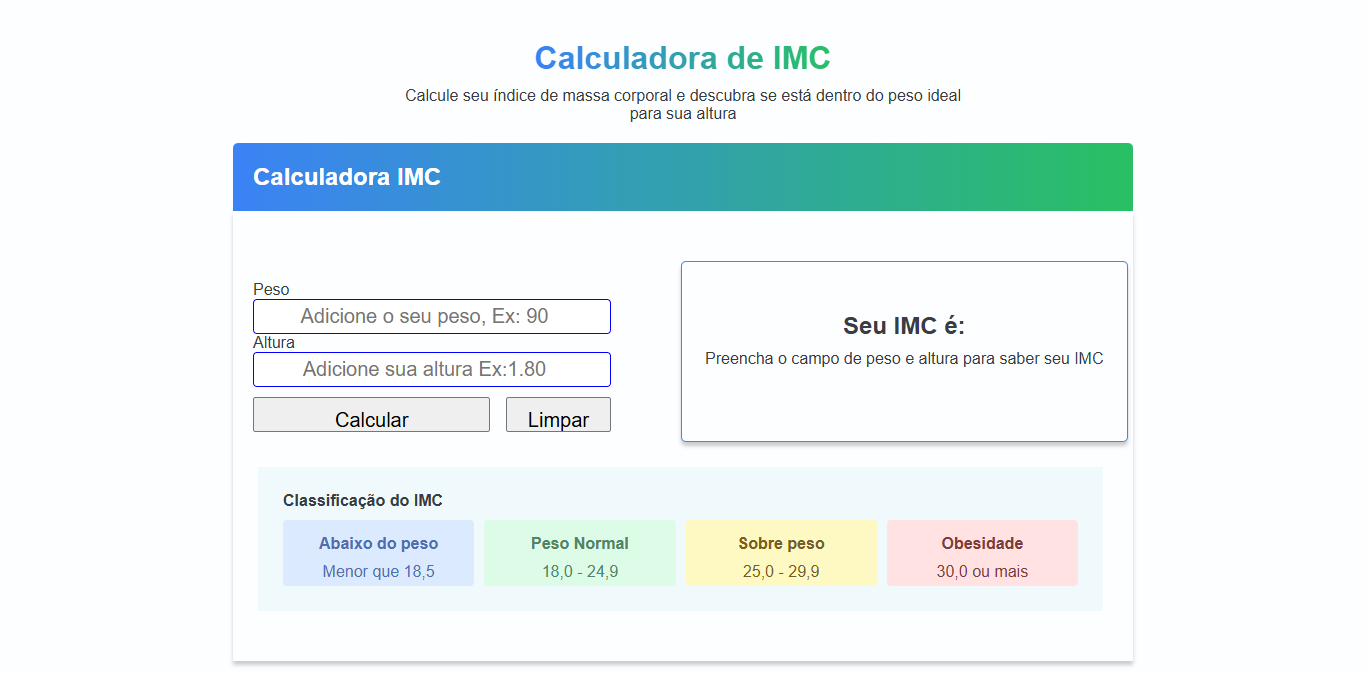 Calculadora de IMC
Calcule seu índice de massa corporal e descubra se está dentro do peso ideal
para sua altura
Calculadora IMC
Peso
Adicione o seu peso, Ex: 90
Altura
Adicione sua altura Ex:1.80
Calcular
Limpar
Seu IMC é:
Preencha o campo de peso e altura para saber seu IMC
Classificação do IMC
Abaixo do peso
Menor que 18,5
Peso Normal
18,0 - 24,9
Sobre peso
25,0 - 29,9
Obesidade
30,0 ou mais